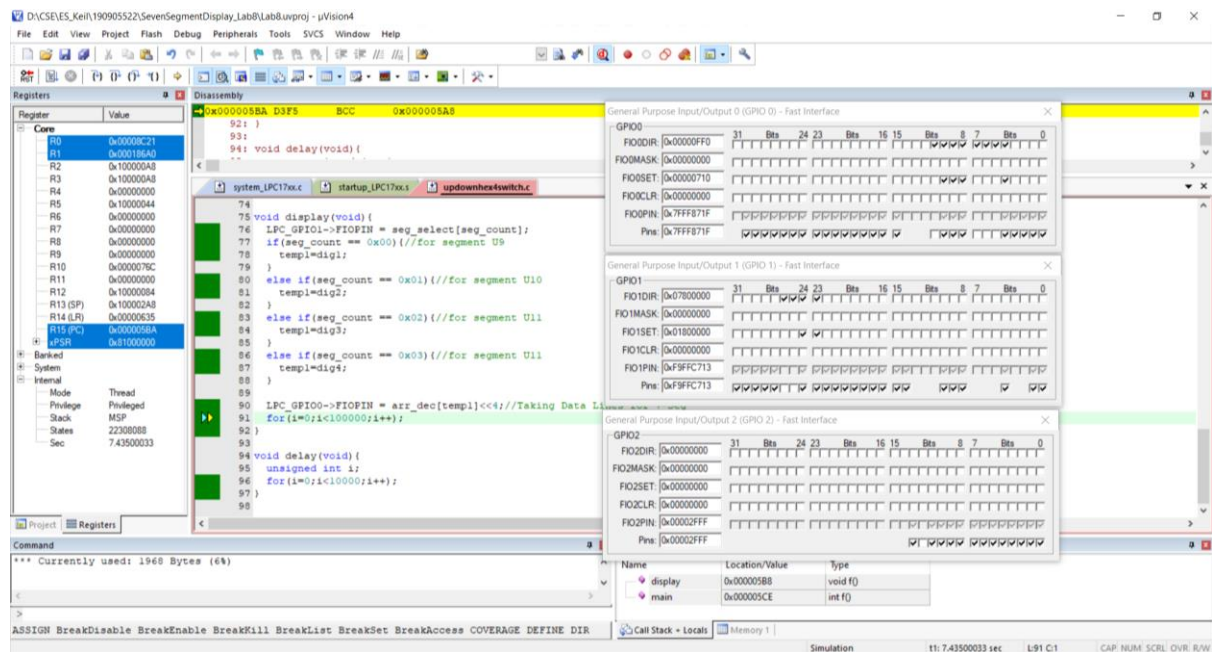 D:\CSE\ES_Keil\190905522\SevenSegmentDisplay_Lab8\Lab8.uvproj - µVision4
File Edit View Project Flash Debug Peripherals Tools SVCS Window Help
Registers
Register Value
Core
R0 0x00008C21
R1 0x000186A0
R2 0x100000A8
R3 0x100000A8
R4 0x00000000
R5 0x10000044
R6 0x00000000
R7 0x00000000
R8 0x00000000
R9 0x00000000
R10 0x0000076C
R11 0x00000000
R12 0x10000084
R13 (SP) 0x100002A8
R14 (LR) 0x00000635
R15 (PC) 0x000005BA
xPSR 0x81000000
Banked
System
Internal
Mode Thread
Privilege Privileged
Stack MSP
States 22308088
Sec 7.43500033
Project Registers
Disassembly
0x000005BA D3F5 BCC 0x000005A8
92: }
93:
94: void delay(void){
system_LPC17xx.c startup_LPC17xx.s updownhex4switch.c
74
75 void display(void){
76 LPC_GPIO1->FIOPIN = seg_select[seg_count];
77 if(seg_count == 0x00){//for segment U9
78 temp1=dig1;
79 }
80 else if(seg_count == 0x01){//for segment U10
81 temp1=dig2;
82 }
83 else if(seg_count == 0x02){//for segment U11
84 temp1=dig3;
85 }
86 else if(seg_count == 0x03){//for segment U11
87 temp1=dig4;
88 }
89
90 LPC_GPIO0->FIOPIN = arr_dec[temp1]<<4;//Taking Data
91 for(i=0;i<100000;i++);
92 }
93
94 void delay(void){
95 unsigned int i;
96 for(i=0;i<10000;i++);
97 }
98
General Purpose Input/Output 0 (GPIO 0) - Fast Interface
GPIO0
31 Bits 24 23 Bits 16 15 Bits 8 7 Bits 0
FIO0DIR: 0x00000FF0
FIO0MASK: 0x00000000
FIO0SET: 0x00000710
FIO0CLR: 0x00000000
FIO0PIN: 0x7FFF871F
Pins: 0x7FFF871F
General Purpose Input/Output 1 (GPIO 1) - Fast Interface
GPIO1
31 Bits 24 23 Bits 16 15 Bits 8 7 Bits 0
FIO1DIR: 0x07800000
FIO1MASK: 0x00000000
FIO1SET: 0x01800000
FIO1CLR: 0x00000000
FIO1PIN: 0xF9FFC713
Pins: 0xF9FFC713
General Purpose Input/Output 2 (GPIO 2) - Fast Interface
GPIO2
31 Bits 24 23 Bits 16 15 Bits 8 7 Bits 0
FIO2DIR: 0x00000000
FIO2MASK: 0x00000000
FIO2SET: 0x00000000
FIO2CLR: 0x00000000
FIO2PIN: 0x00002FFF
Pins: 0x00002FFF
Command
*** Currently used: 1968 Bytes (6%)
>
ASSIGN BreakDisable BreakEnable BreakKill BreakList BreakSet BreakAccess COVERAGE DEFINE DIR
Name Location/Value Type
display 0x000005B8 void f()
main 0x000005CE int f()
Call Stack + Locals Memory 1
Simulation t1: 7.43500033 sec L:91 C:1 CAP NUM SCRL OVR R/W